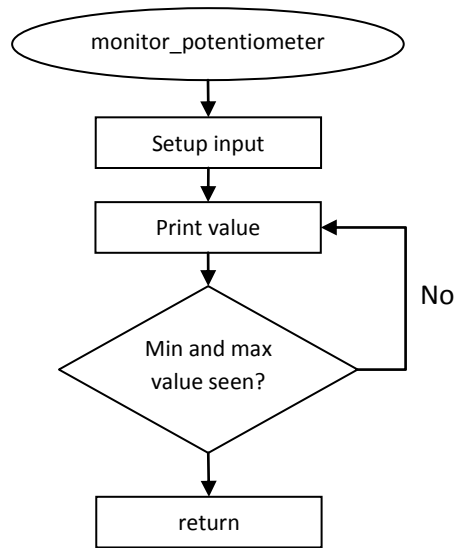 monitor_potentiometer
Setup input
Print value
No
Min and max
value seen?
return